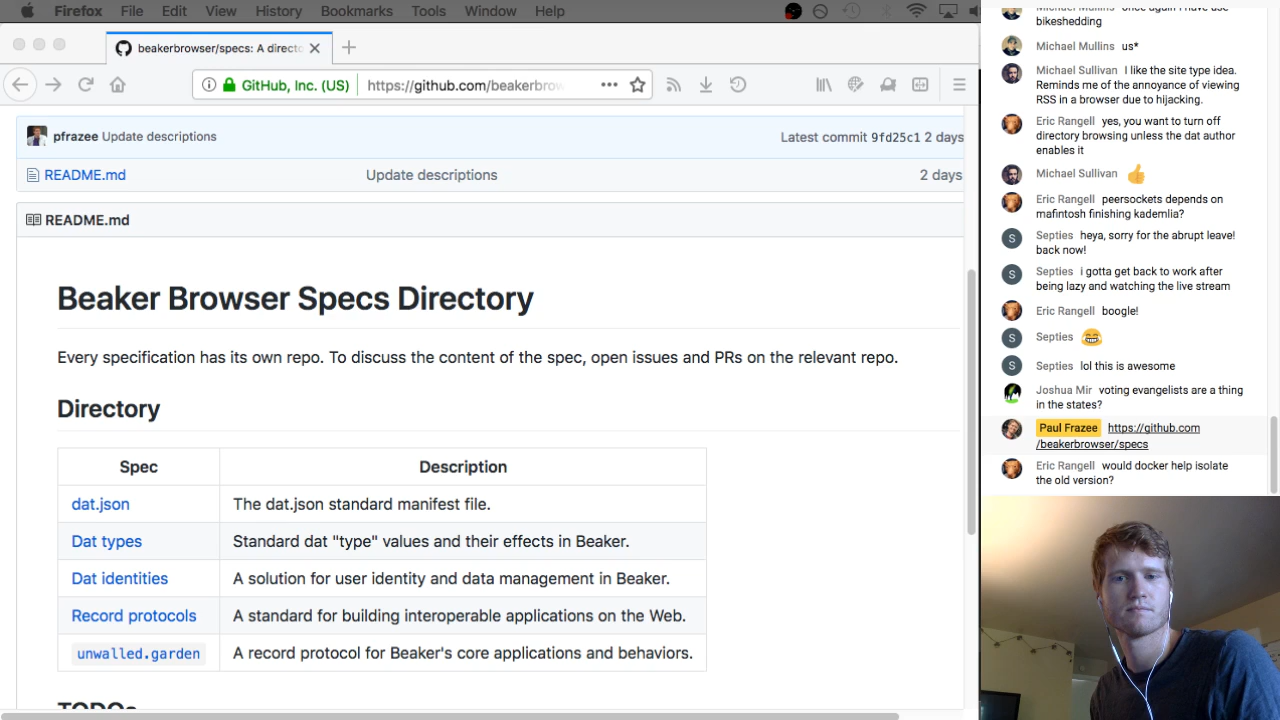 Firefox File Edit View History Bookmarks Tools Window Help
beakerbrowser/specs: A directo
GitHub, Inc. (US) https://github.com/beakerbrow
pfrazee Update descriptions Latest commit 9fd25c1 2 days
README.md Update descriptions 2 days
README.md
Beaker Browser Specs Directory
Every specification has its own repo. To discuss the content of the spec, open issues and PRs on the relevant repo.
Directory
Spec Description
dat.json The dat.json standard manifest file.
Dat types Standard dat "type" values and their effects in Beaker.
Dat identities A solution for user identity and data management in Beaker.
Record protocols A standard for building interoperable applications on the Web.
unwalled.garden A record protocol for Beaker's core applications and behaviors.
TODOs
Michael Mullins once again I have use
bikeshedding
Michael Mullins us*
Michael Sullivan I like the site type idea.
Reminds me of the annoyance of viewing
RSS in a browser due to hijacking.
Eric Rangell yes, you want to turn off
directory browsing unless the dat author
enables it
Michael Sullivan
Eric Rangell peersockets depends on
mafintosh finishing kademlia?
S Septies heya, sorry for the abrupt leave!
back now!
S Septies i gotta get back to work after
being lazy and watching the live stream
Eric Rangell boogle!
S Septies
S Septies lol this is awesome
Joshua Mir voting evangelists are a thing
in the states?
Paul Frazee https://github.com
/beakerbrowser/specs
Eric Rangell would docker help isolate
the old version?